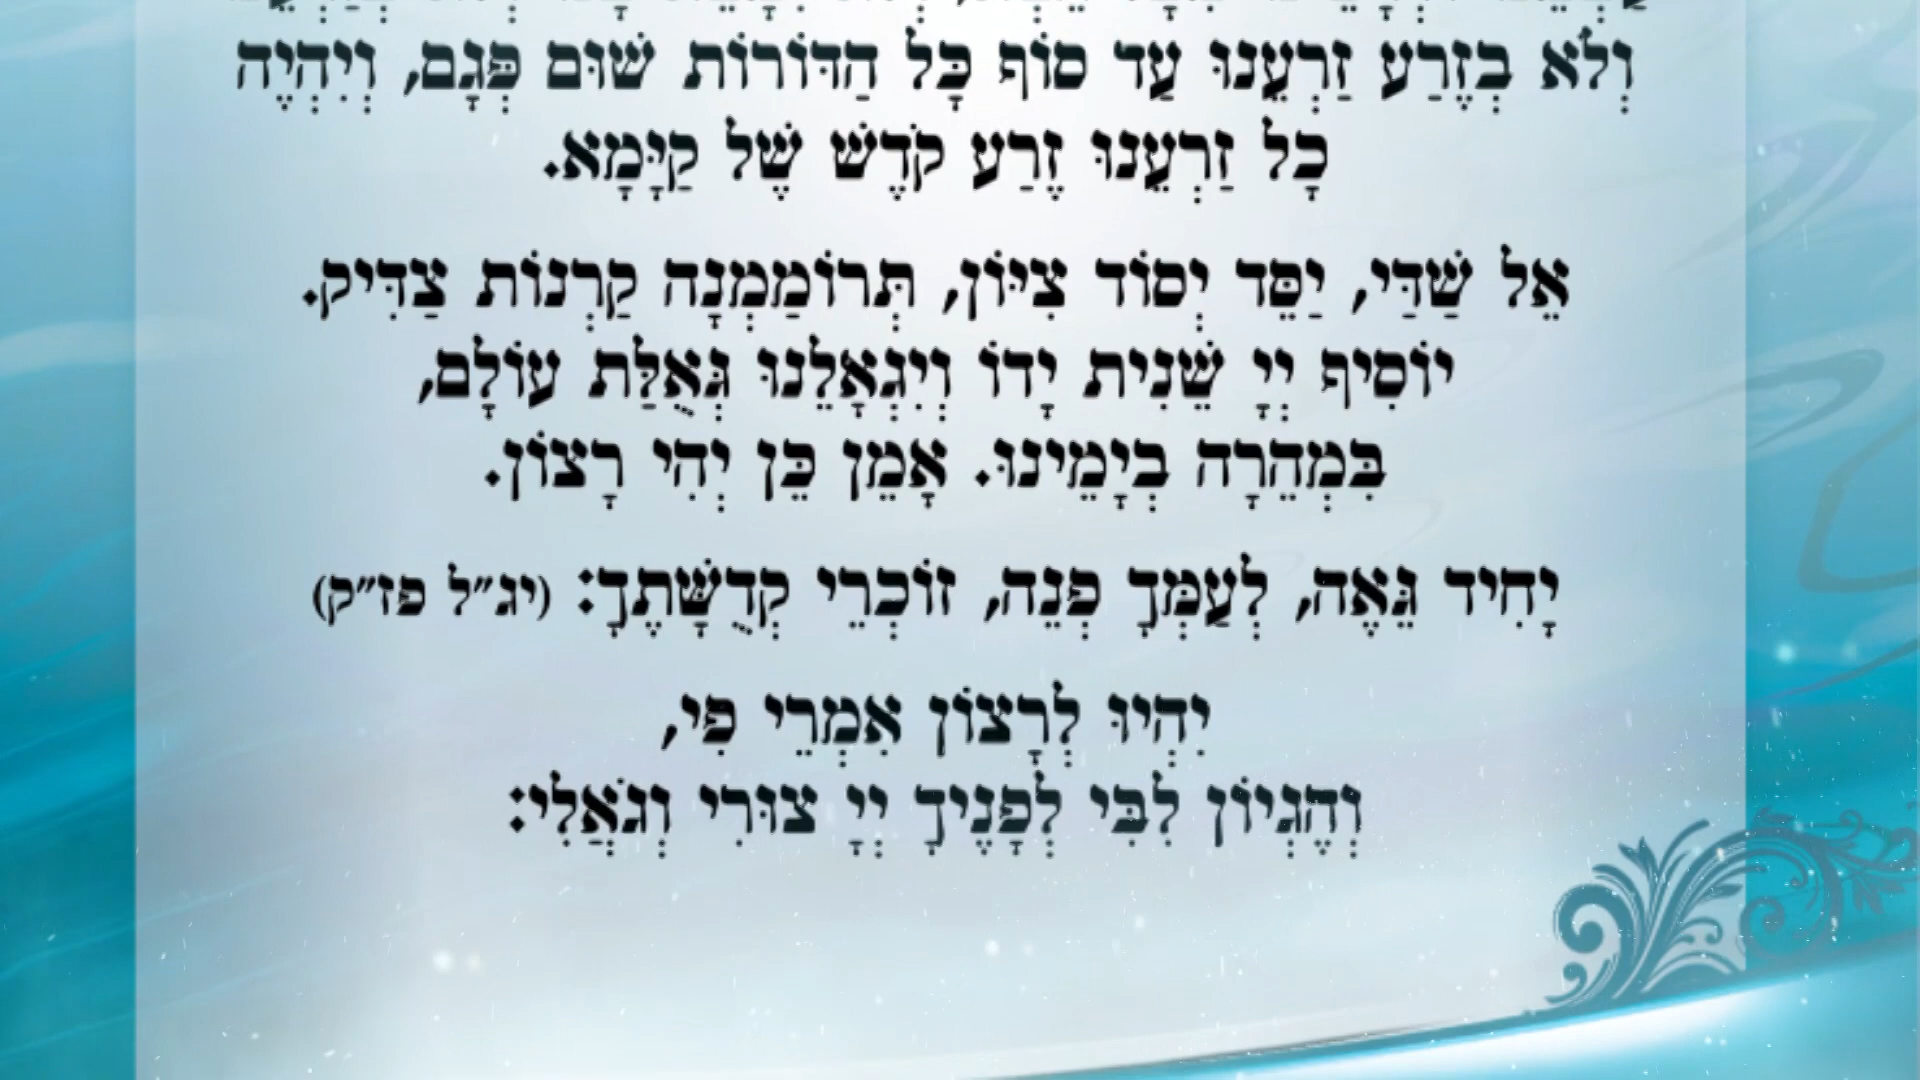 וְלֹא בְזֶרַע זַרְעֵנוּ עַד סוֹף כָּל הַדּוֹרוֹת שׁוּם פְּגָם, וְיִהְיֶה
כָּל זַרְעֵנוּ זֶרַע קֹדֶשׁ שֶׁל קַיָּמָא.
אֵל שַׁדַּי, יַסֵּד יְסוֹד צִיּוֹן, תְּרוֹמַמְנָה קַרְנוֹת צַדִּיק.
יוֹסִיף יְיָ שֵׁנִית יָדוֹ וְיִגְאָלֵנוּ גְּאֻלַּת עוֹלָם,
בִּמְהֵרָה בְיָמֵינוּ. אָמֵן כֵּן יְהִי רָצוֹן.
יָחִיד גֵּאֶה, לְעַמְּךָ פְּנֵה, זוֹכְרֵי קְדֻשָּׁתֶךָ: (יג״ל פז״ק)
יִהְיוּ לְרָצוֹן אִמְרֵי פִי,
וְהֶגְיוֹן לִבִּי לְפָנֶיךָ יְיָ צוּרִי וְגֹאֲלִי: